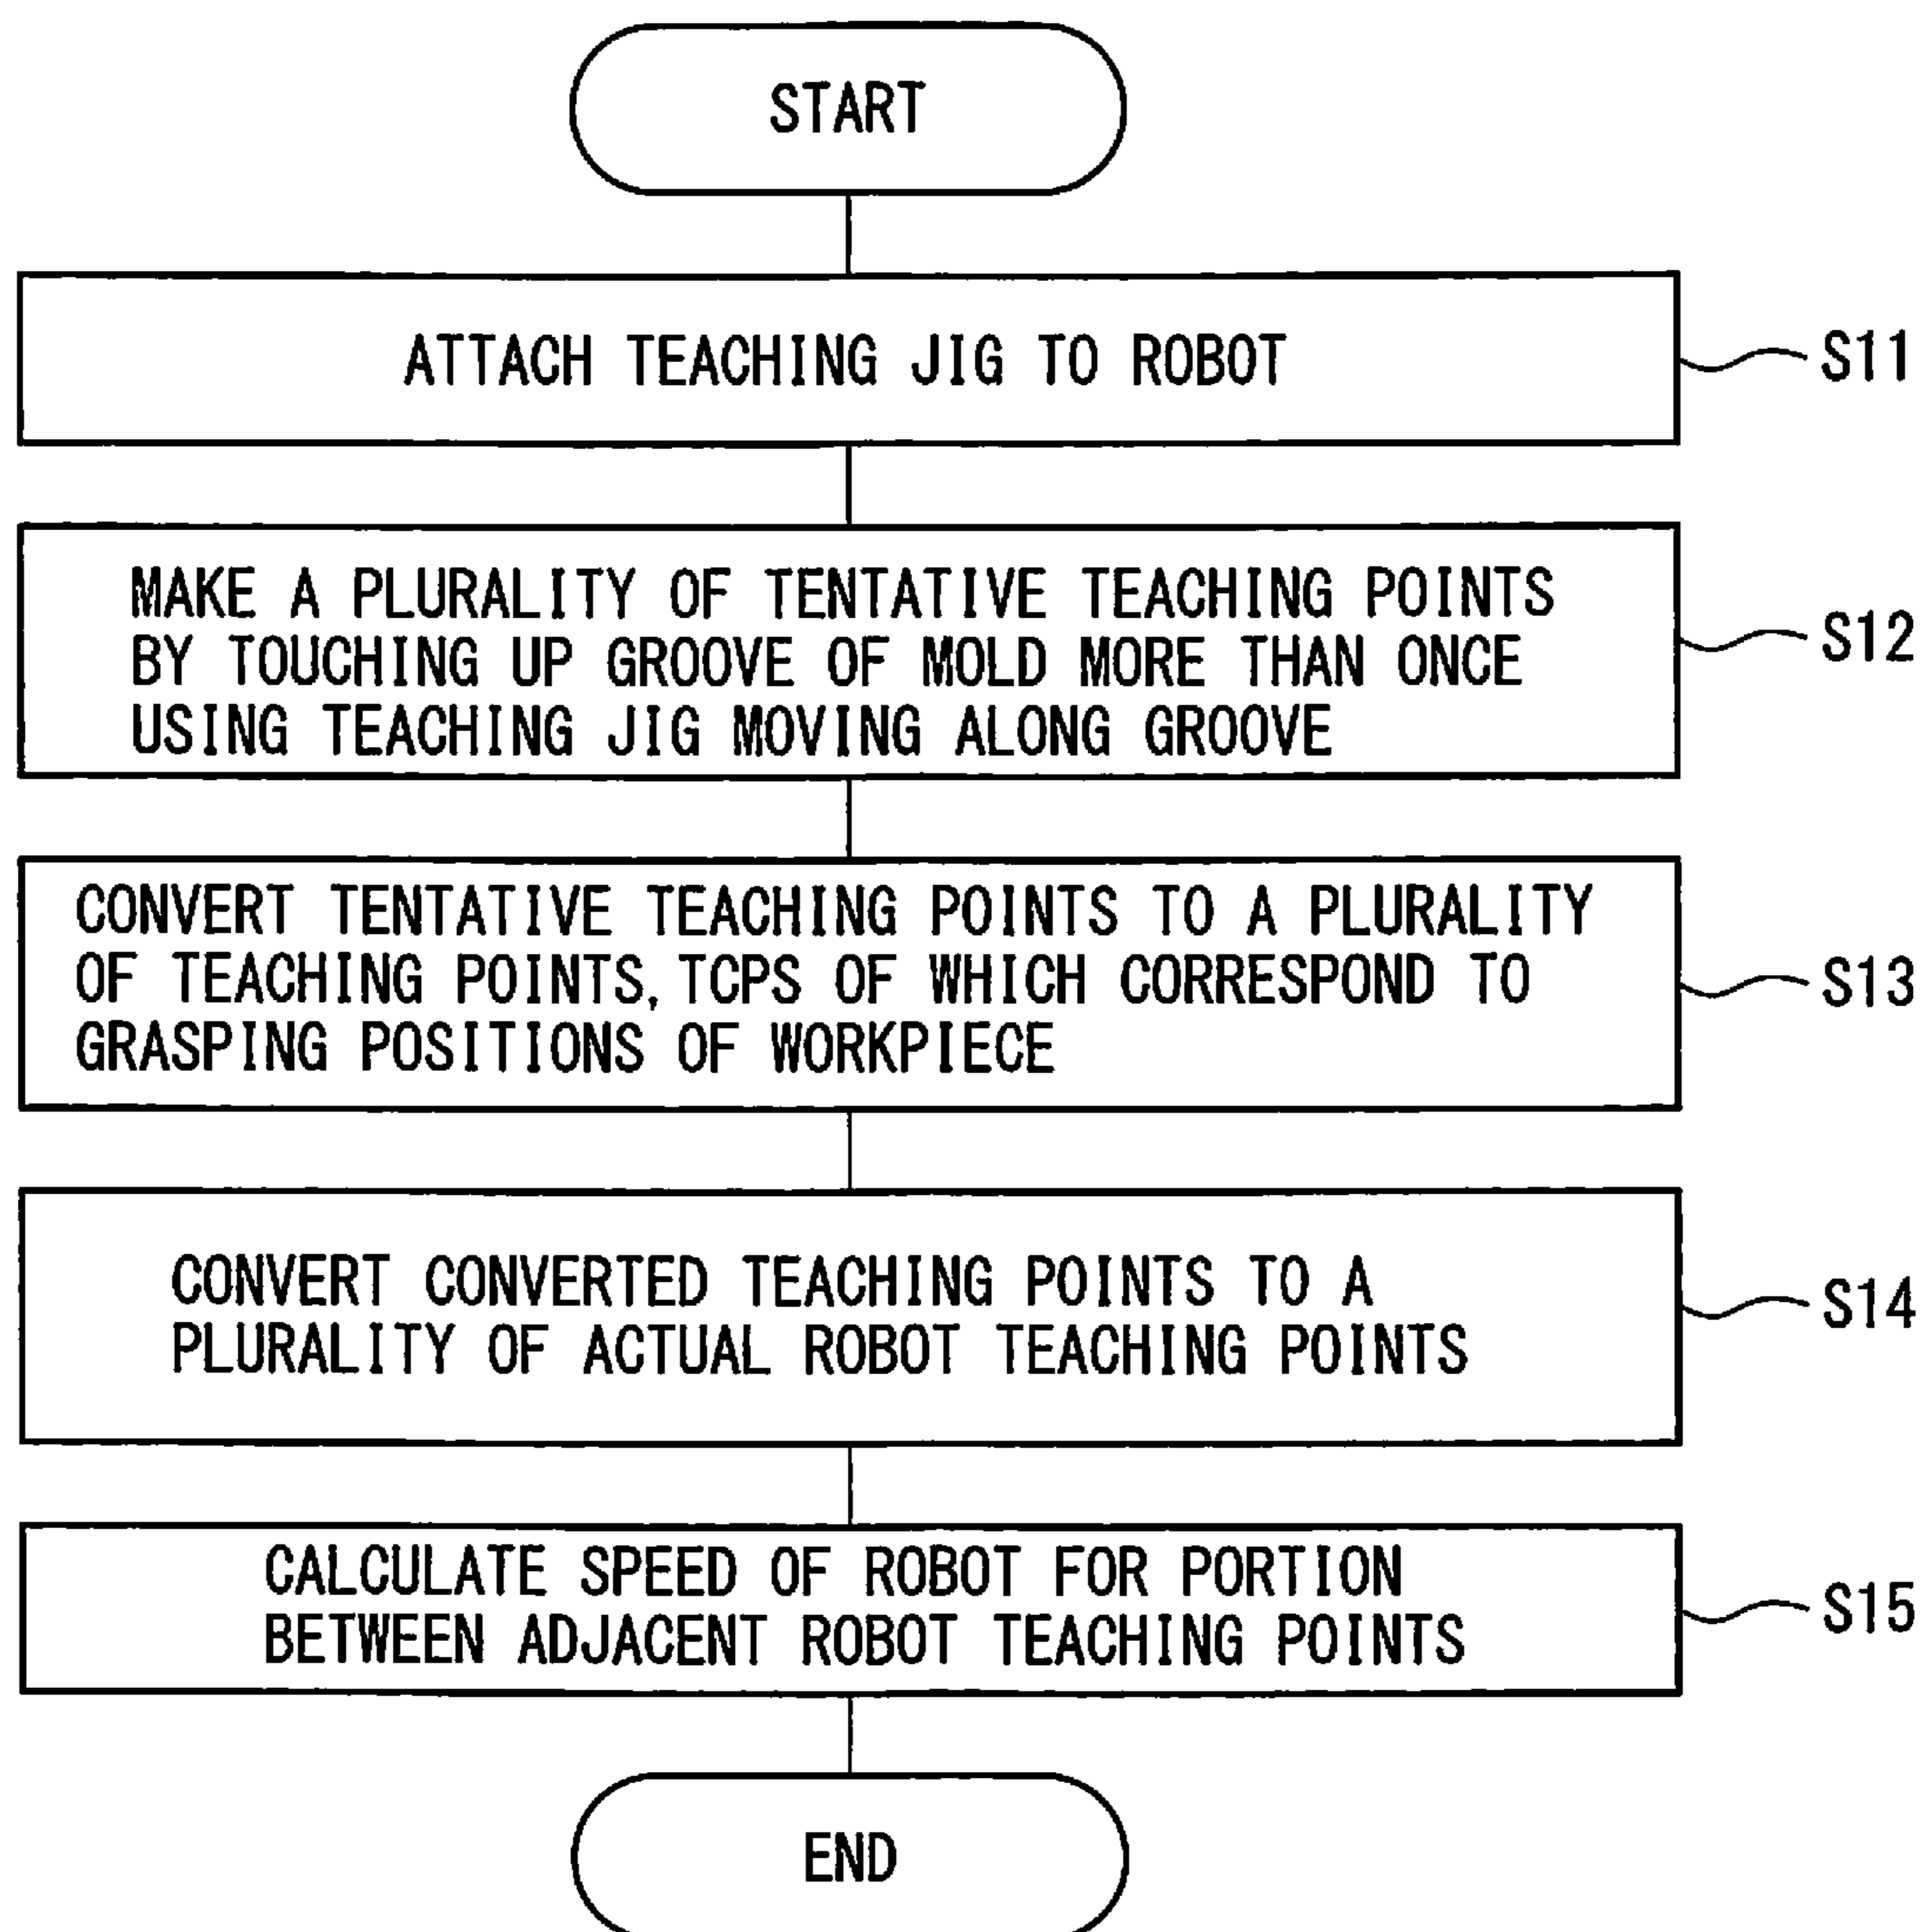 START
ATTACH TEACHING JIG TO ROBOT
S11
MAKE A PLURALITY OF TENTATIVE TEACHING POINTS
BY TOUCHING UP GROOVE OF MOLD MORE THAN ONCE
USING TEACHING JIG MOVING ALONG GROOVE
S12
CONVERT TENTATIVE TEACHING POINTS TO A PLURALITY
OF TEACHING POINTS, TCPS OF WHICH CORRESPOND TO
GRASPING POSITIONS OF WORKPIECE
S13
CONVERT CONVERTED TEACHING POINTS TO A
PLURALITY OF ACTUAL ROBOT TEACHING POINTS
S14
CALCULATE SPEED OF ROBOT FOR PORTION
BETWEEN ADJACENT ROBOT TEACHING POINTS
S15
END